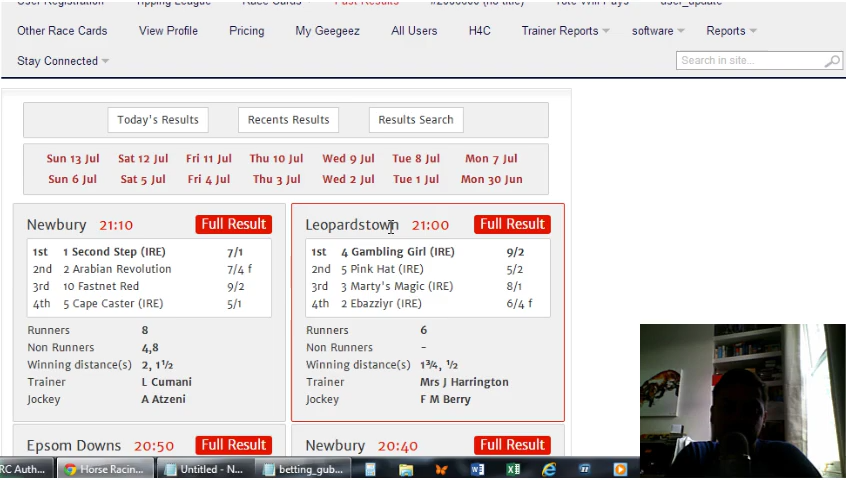 Other Race Cards View Profile Pricing My Geegeez All Users H4C Trainer Reports software Reports
Stay Connected
Search in site...
Today's Results Recents Results Results Search
Sun 13 Jul Sat 12 Jul Fri 11 Jul Thu 10 Jul Wed 9 Jul Tue 8 Jul Mon 7 Jul
Sun 6 Jul Sat 5 Jul Fri 4 Jul Thu 3 Jul Wed 2 Jul Tue 1 Jul Mon 30 Jun
Newbury 21:10 Full Result
1st 1 Second Step (IRE) 7/1
2nd 2 Arabian Revolution 7/4 f
3rd 10 Fastnet Red 9/2
4th 5 Cape Caster (IRE) 5/1
Runners 8
Non Runners 4,8
Winning distance(s) 2, 1½
Trainer L Cumani
Jockey A Atzeni
Leopardstown 21:00 Full Result
1st 4 Gambling Girl (IRE) 9/2
2nd 5 Pink Hat (IRE) 5/2
3rd 3 Marty's Magic (IRE) 8/1
4th 2 Ebazziyr (IRE) 6/4 f
Runners 6
Non Runners -
Winning distance(s) 1¾, ½
Trainer Mrs J Harrington
Jockey F M Berry
Epsom Downs 20:50 Full Result
Newbury 20:40 Full Result
RC Auth... Horse Racin... Untitled - N... betting_gub...